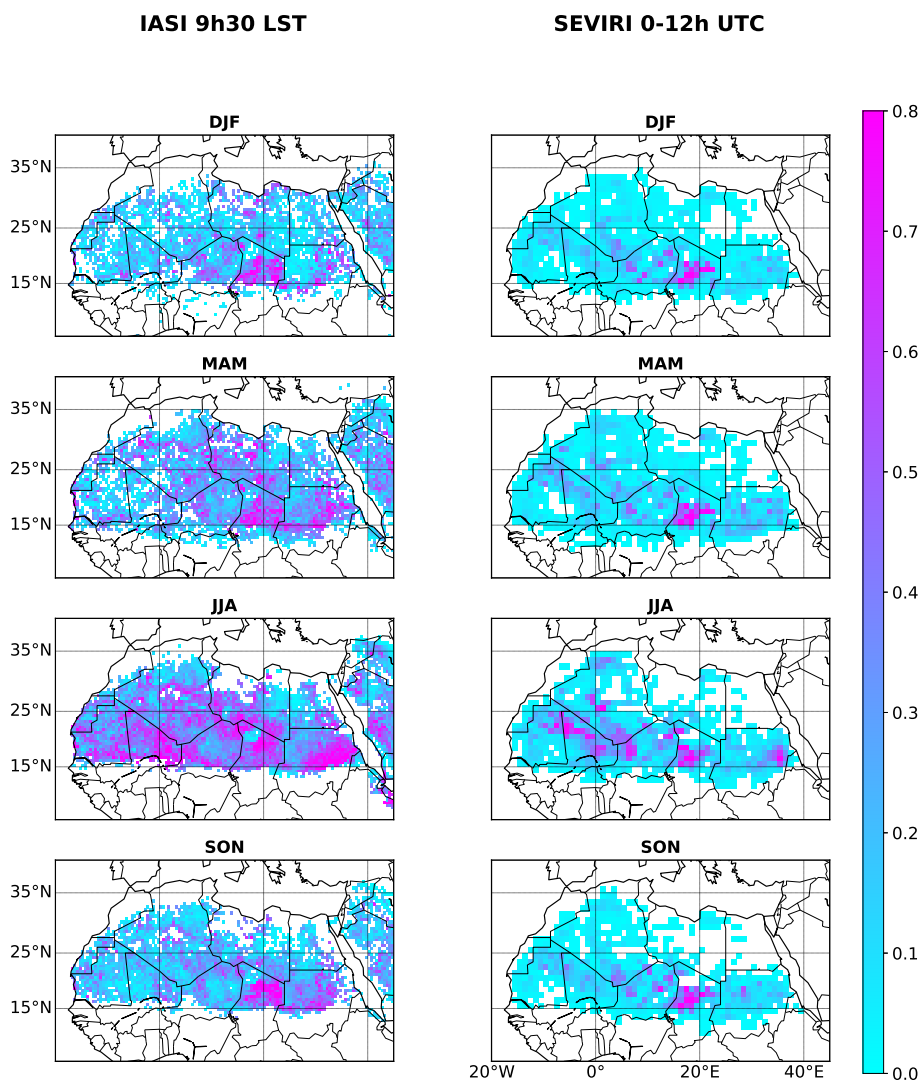 IASI 9h30 LST
SEVIRI 0-12h UTC
DJF
DJF
35°N
25°N
15°N
MAM
MAM
35°N
25°N
15°N
JJA
JJA
35°N
25°N
15°N
SON
SON
35°N
25°N
15°N
20°W 0° 20°E 40°E
0.8
0.7
0.6
0.5
0.4
0.3
0.2
0.1
0.0